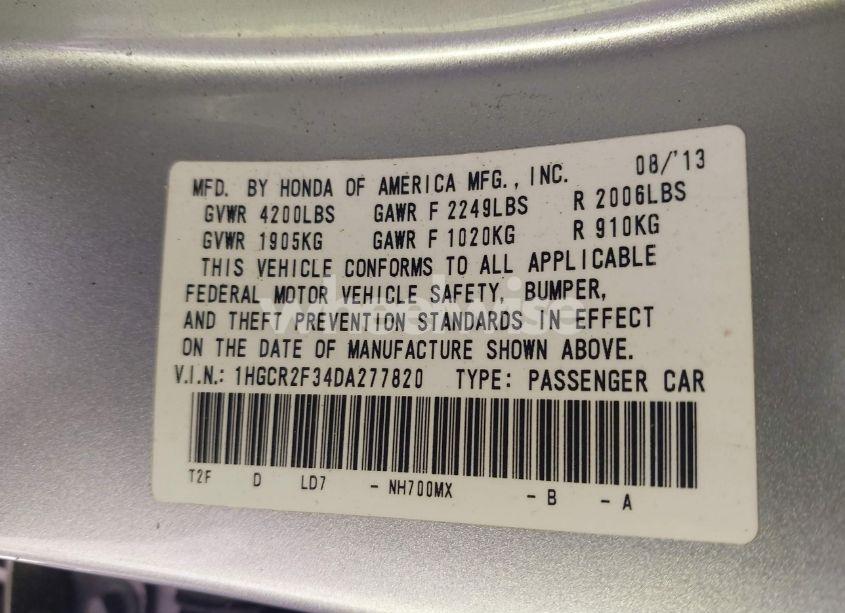 MFD. BY HONDA OF AMERICA MFG., INC. 08/'13
GVWR 4200LBS GAWR F 2249LBS R 2006LBS
GVWR 1905KG GAWR F 1020KG R 910KG
THIS VEHICLE CONFORMS TO ALL APPLICABLE
FEDERAL MOTOR VEHICLE SAFETY, BUMPER,
AND THEFT PREVENTION STANDARDS IN EFFECT
ON THE DATE OF MANUFACTURE SHOWN ABOVE.
V.I.N.: 1HGCR2F34DA277820 TYPE: PASSENGER CAR
T2F D LD7 - NH700MX - B - A